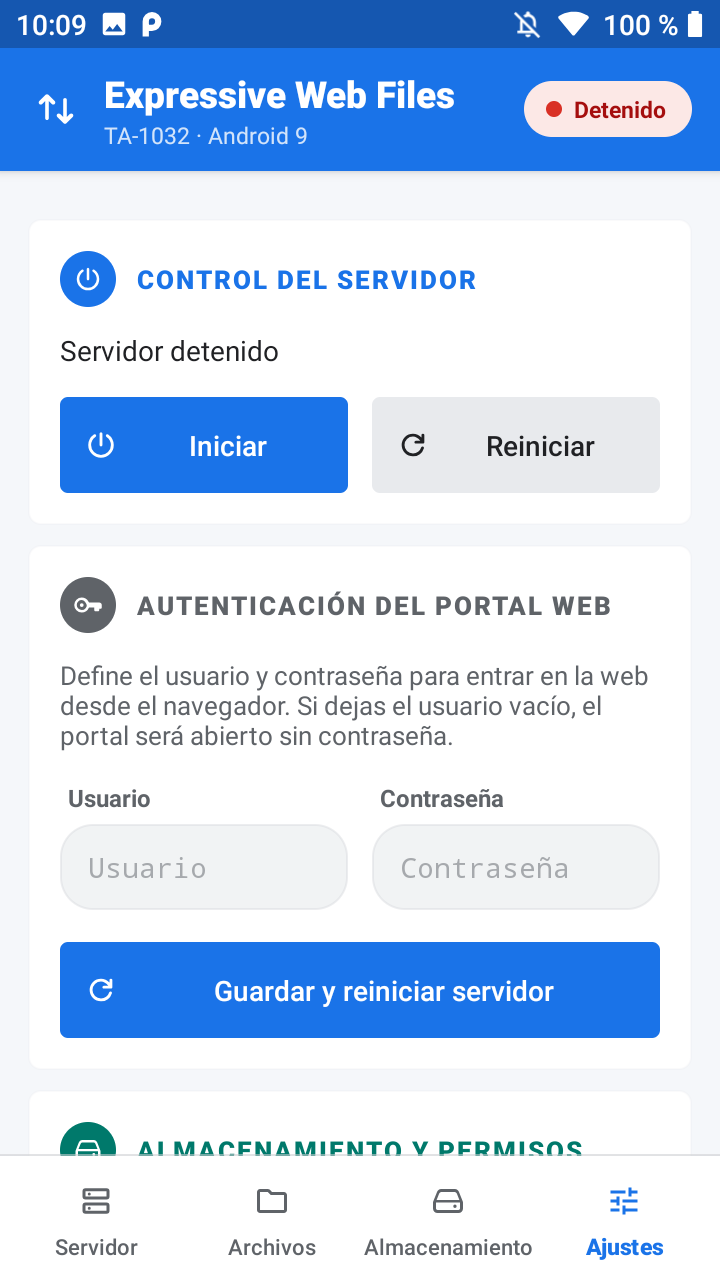 10:09
100 %
Expressive Web Files
TA-1032 · Android 9
Detenido
CONTROL DEL SERVIDOR
Servidor detenido
Iniciar
Reiniciar
AUTENTICACIÓN DEL PORTAL WEB
Define el usuario y contraseña para entrar en la web
desde el navegador. Si dejas el usuario vacío, el
portal será abierto sin contraseña.
Usuario
Contraseña
Usuario
Contraseña
Guardar y reiniciar servidor
ALMACENAMIENTO Y PERMISOS
Servidor
Archivos
Almacenamiento
Ajustes